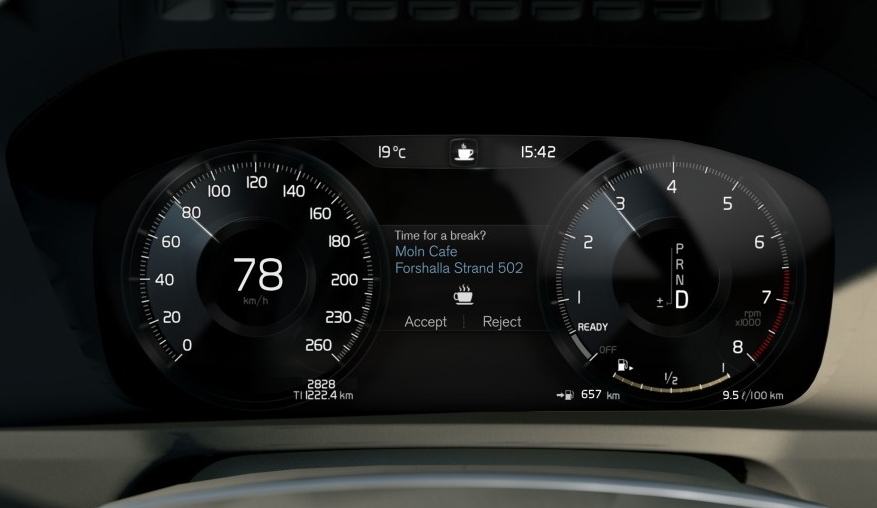 19°C 15:42
0
20
40
60
80
100
120
140
160
180
200
230
260
78
km/h
2828
T1 1222.4 km
Time for a break?
Moln Cafe
Forshalla Strand 502
Accept | Reject
1
2
3
4
5
6
7
8
rpm
x1000
P
R
N
± D
READY
OFF
1/2
1
657 km
9.5 ℓ/100 km